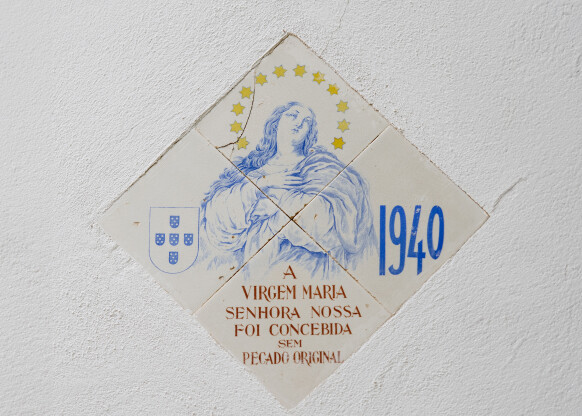 1940
A
VIRGEM MARIA
SENHORA NOSSA
FOI CONCEBIDA
SEM
PECADO ORIGINAL